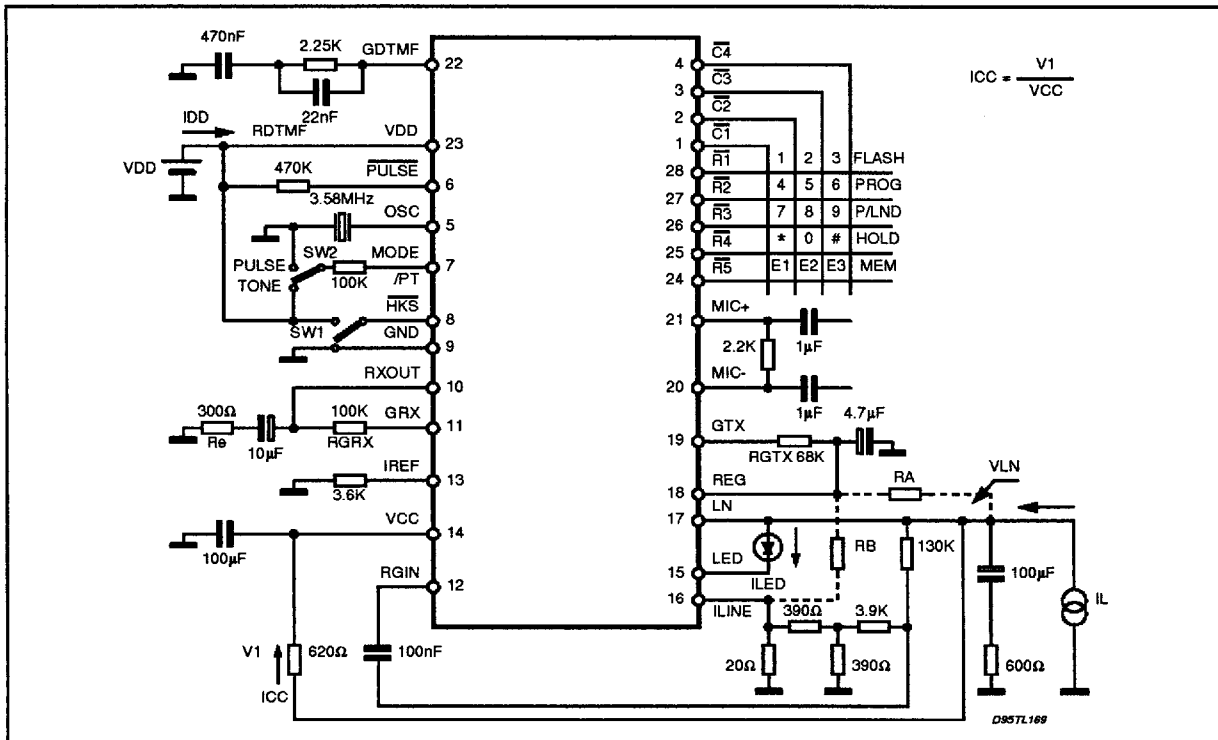 470nF
2.25K
GDTMF
22
22nF
IDD
RDTMF
VDD
23
VDD
470K
PULSE
6
3.58MHz
OSC
5
SW2
MODE
7
PULSE
TONE
100K
/PT
HKS
8
SW1
GND
9
RXOUT
10
300Ω
100K
GRX
11
Re
10μF
RGRX
IREF
13
3.6K
VCC
14
100μF
RGIN
12
V1
620Ω
100nF
ICC
C4
4
C3
3
C2
2
C1
1
ICC = V1
VCC
R1
1 2 3 FLASH
28
R2
4 5 6 PROG
27
R3
7 8 9 P/LND
26
R4
* 0 # HOLD
25
R5
E1 E2 E3 MEM
24
MIC+
21
1μF
2.2K
MIC-
20
1μF
4.7μF
GTX
19
RGTX 68K
REG
18
RA
VLN
LN
17
LED
15
ILED
RB
130K
100μF
IL
16
ILINE
390Ω
3.9K
20Ω
390Ω
600Ω
D95TL169